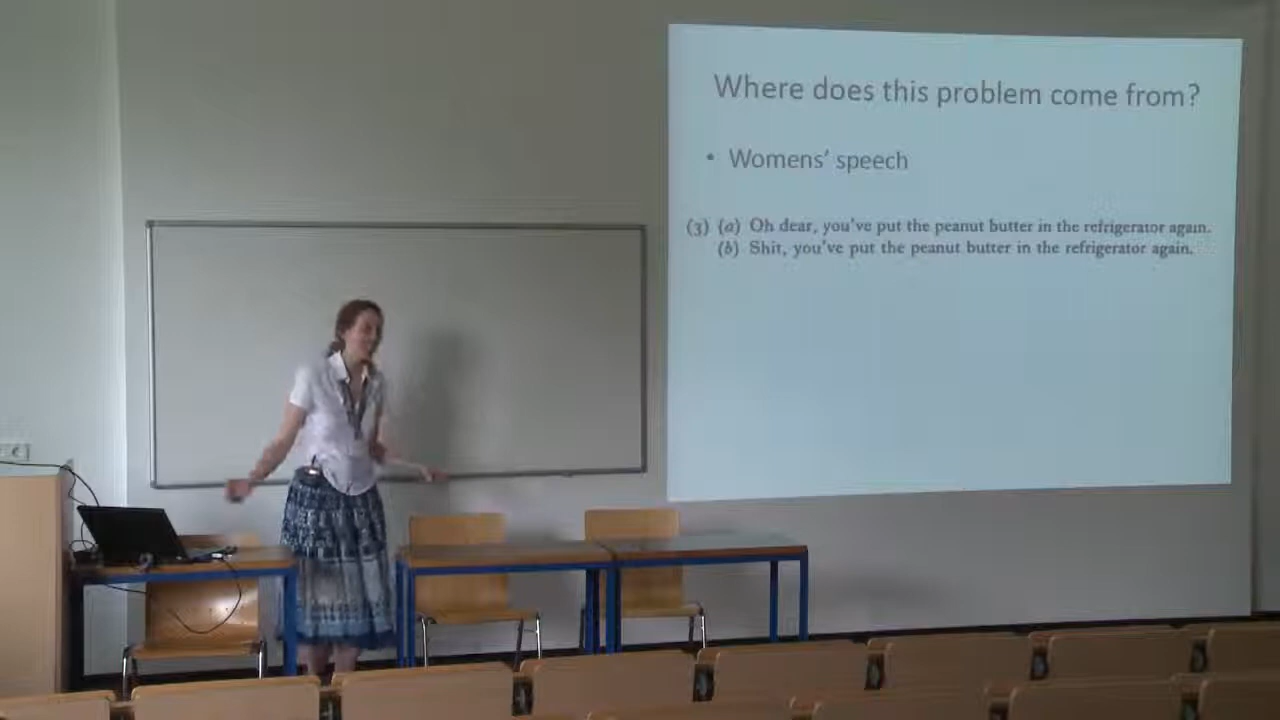 Where does this problem come from?
• Womens’ speech
(3) (a) Oh dear, you've put the peanut butter in the refrigerator again.
(b) Shit, you've put the peanut butter in the refrigerator again.